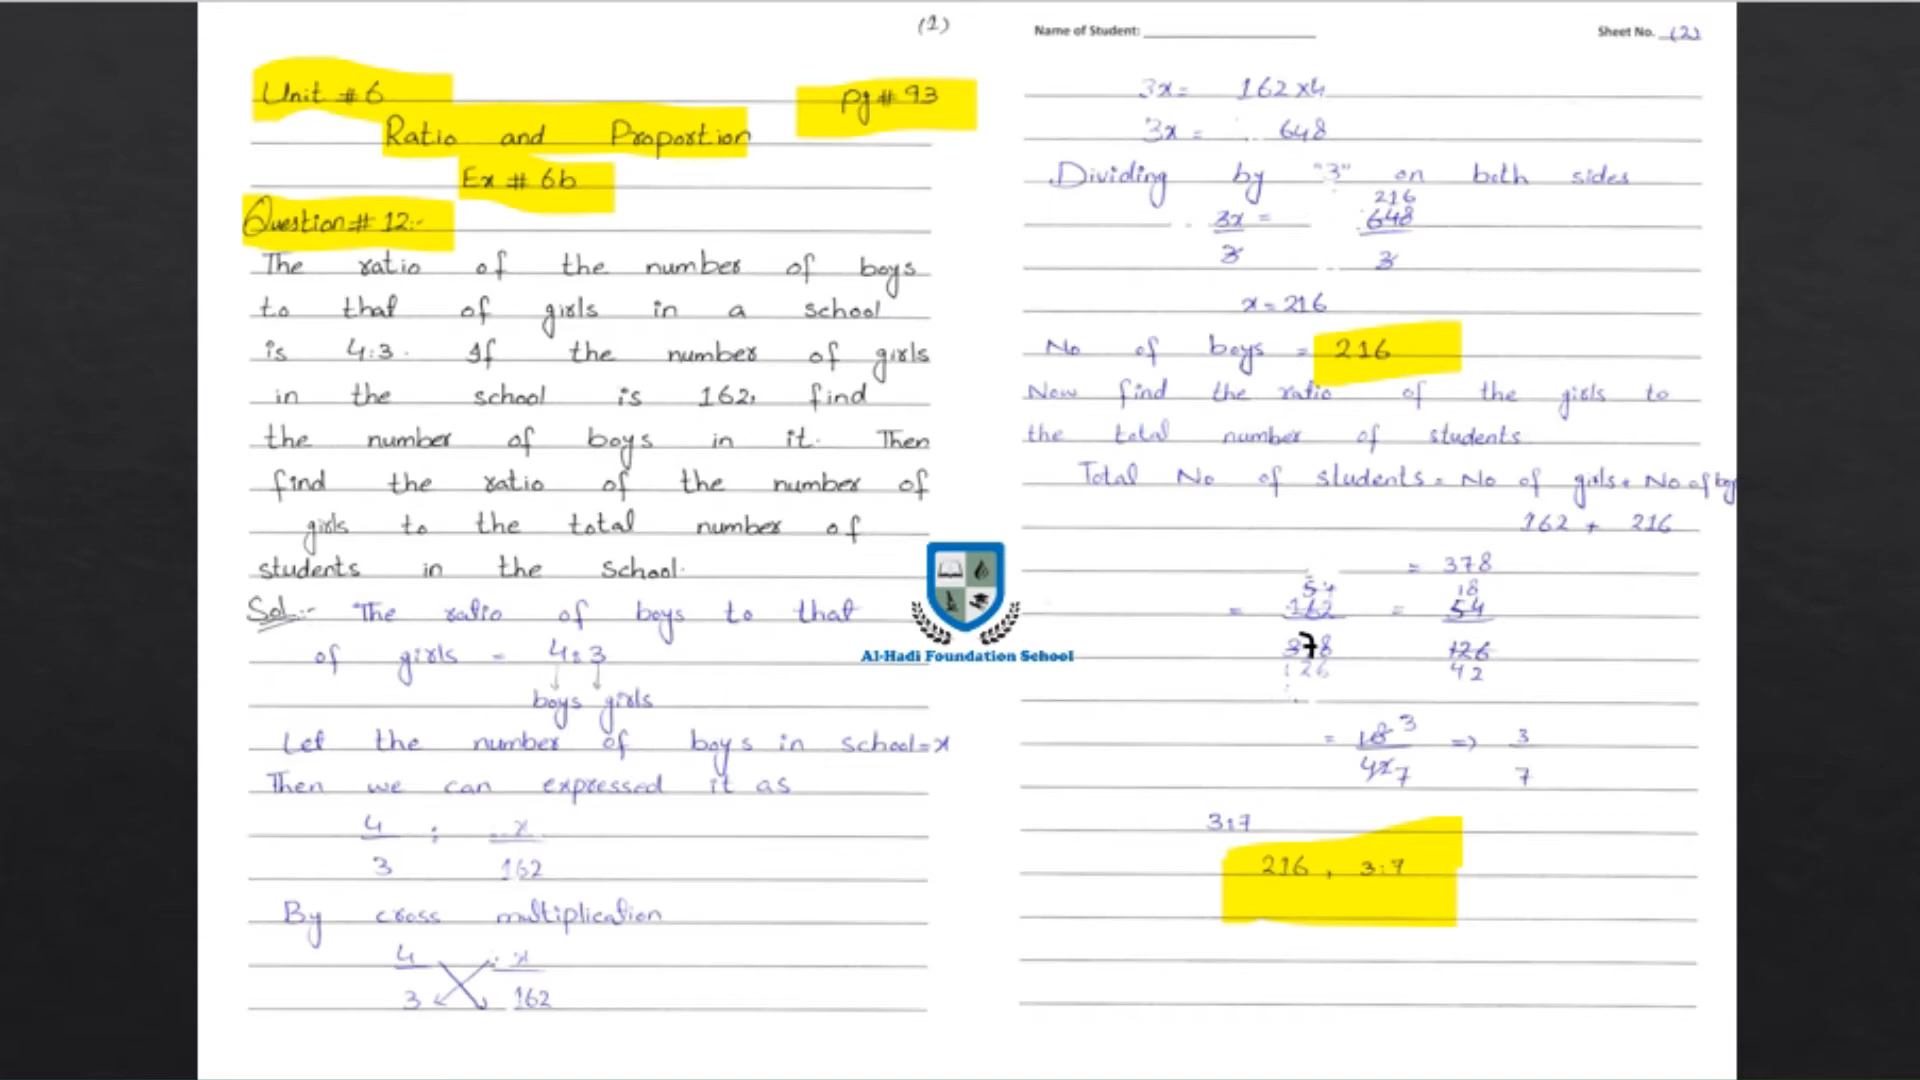 (1)
Unit # 6
Pg # 93
Ratio and Proportion
Ex # 6b
Question # 12:-
The ratio of the number of boys
to that of girls in a school
is 4:3. If the number of girls
in the school is 162, find
the number of boys in it. Then
find the ratio of the number of
girls to the total number of
students in the School.
Sol:- The ratio of boys to that
of girls = 4:3
boys girls
Let the number of boys in school=x
Then we can expressed it as
4 : x
3 162
By cross multiplication
4 : x
3 162
Al-Hadi Foundation School
Name of Student: Sheet No. (2)
3x = 162x4
3x = 648
Dividing by "3" on both sides
216
3x = 648
3 3
x = 216
No of boys = 216
Now find the ratio of the girls to
the total number of students
Total No of students = No of girls + No of boy
162 + 216
= 378
54 18
= 162 = 54
378 126
126 42
= 18 3 => 3
42 7 7
3:7
216, 3:7